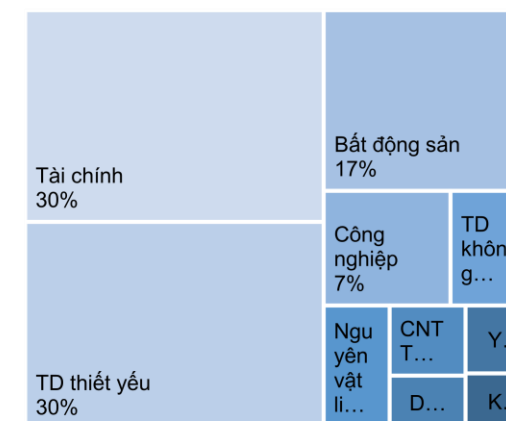 Tài chính
30%
Bất động sản
17%
TD thiết yếu
30%
Công
nghiệp
7%
TD
khôn
g…
Ngu
yên
vật
li…
CNT
T…
Y.
D…
K.